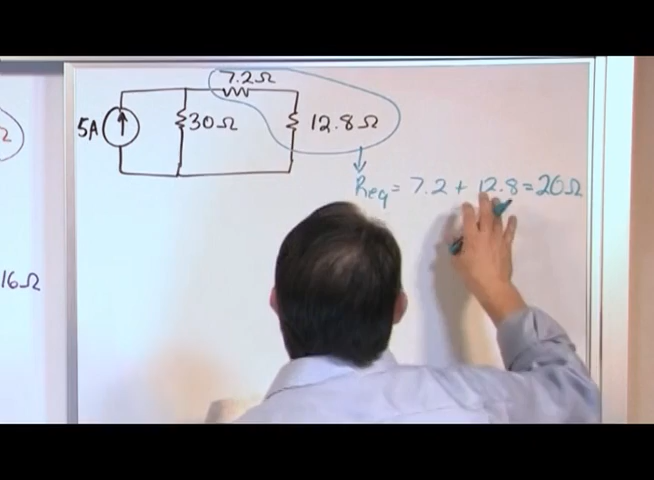 7.2Ω
5A 30Ω 12.8Ω
Ω
Req = 7.2 + 12.8 = 20Ω
16Ω